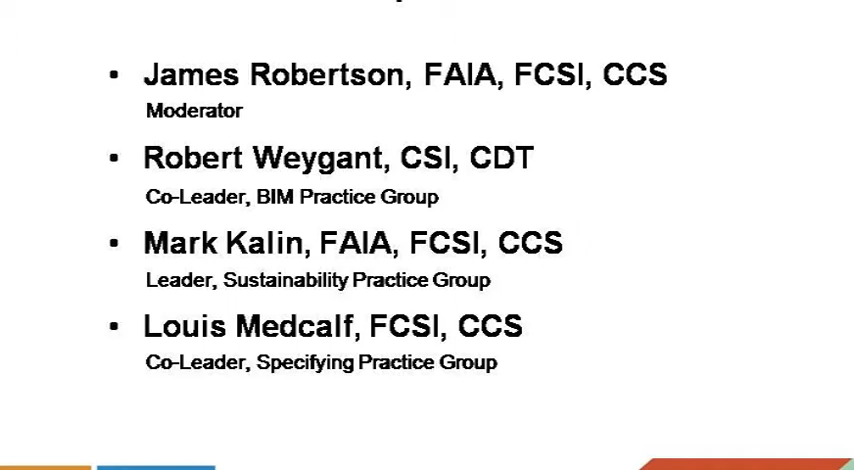 • James Robertson, FAIA, FCSI, CCS
Moderator
• Robert Weygant, CSI, CDT
Co-Leader, BIM Practice Group
• Mark Kalin, FAIA, FCSI, CCS
Leader, Sustainability Practice Group
• Louis Medcalf, FCSI, CCS
Co-Leader, Specifying Practice Group